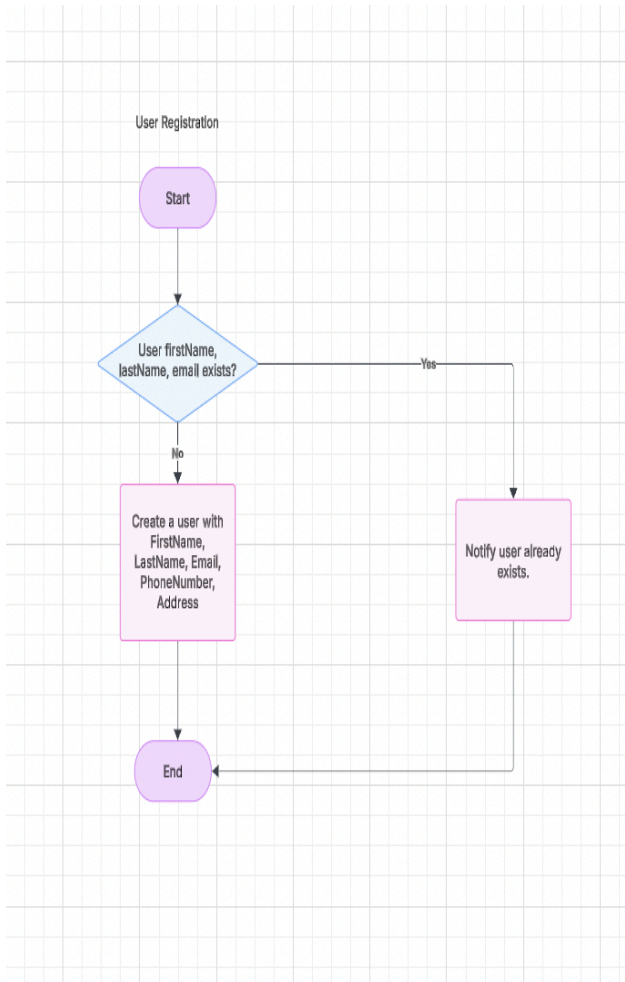 User Registration
Start
User firstName,
lastName, email exists?
Yes
No
Create a user with
FirstName,
LastName, Email,
PhoneNumber,
Address
Notify user already
exists.
End